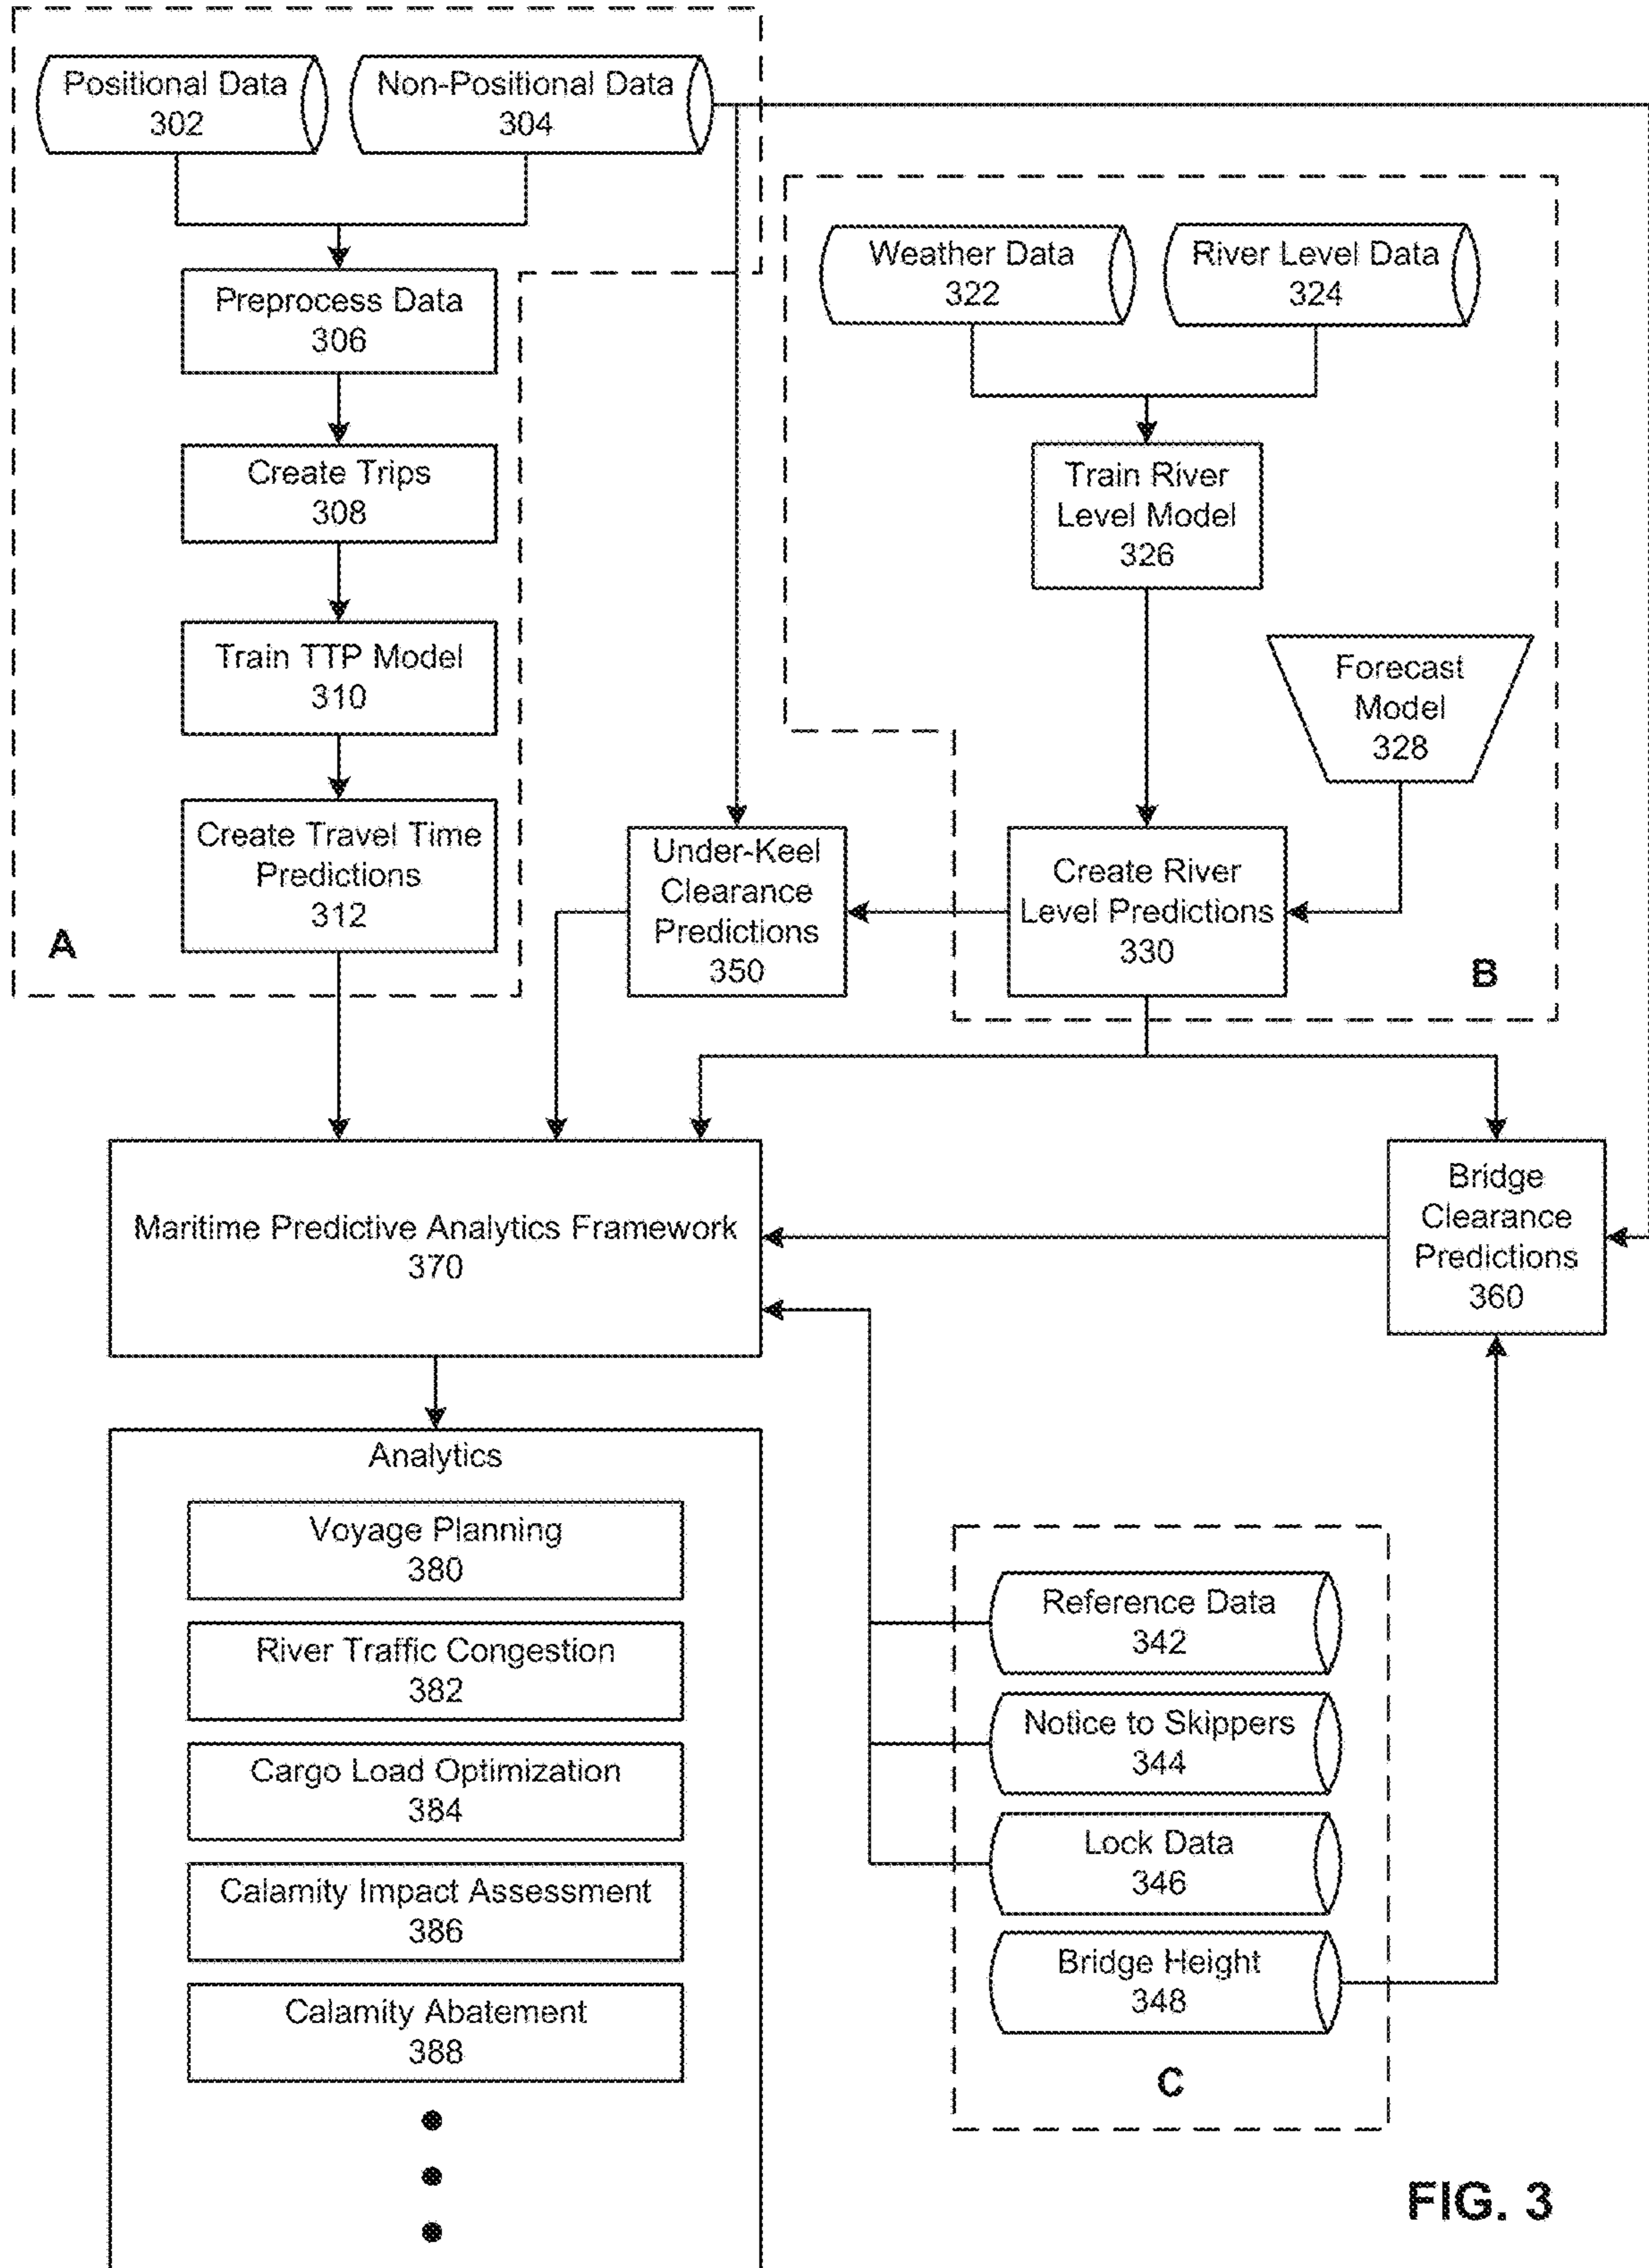 Positional Data
302
Non-Positional Data
304
Preprocess Data
306
Create Trips
308
Train TTP Model
310
Create Travel Time
Predictions
312
A
Weather Data
322
River Level Data
324
Train River
Level Model
326
Forecast
Model
328
Under-Keel
Clearance
Predictions
350
Create River
Level Predictions
330
B
Maritime Predictive Analytics Framework
370
Bridge
Clearance
Predictions
360
Analytics
Voyage Planning
380
River Traffic Congestion
382
Cargo Load Optimization
384
Calamity Impact Assessment
386
Calamity Abatement
388
Reference Data
342
Notice to Skippers
344
Lock Data
346
Bridge Height
348
C
FIG. 3